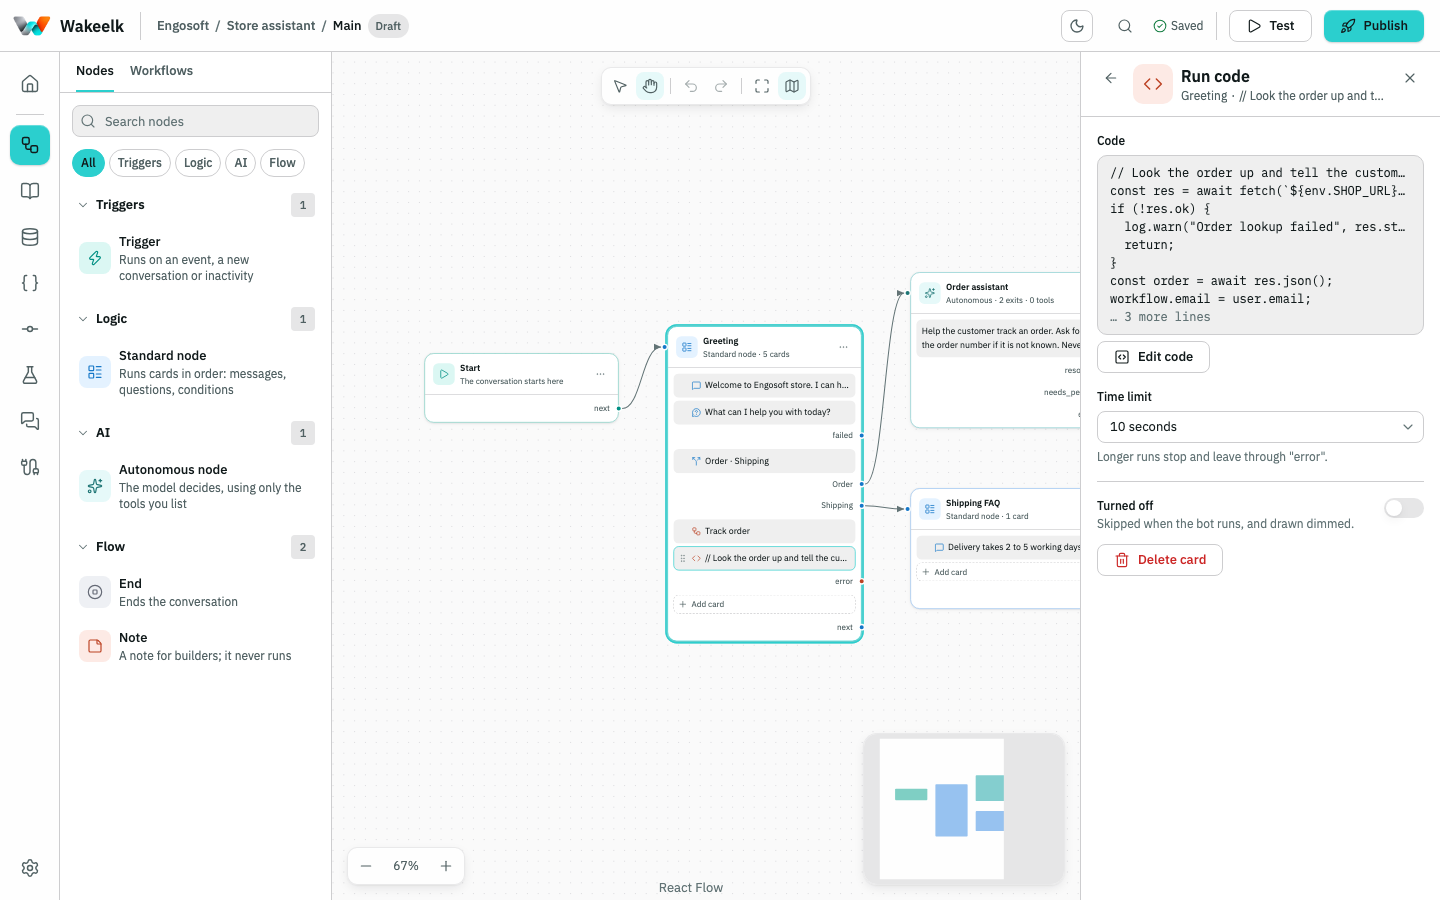 Wakeelk
Engosoft / Store assistant / Main Draft
Saved
Test
Publish
Nodes
Workflows
Search nodes
All
Triggers
Logic
AI
Flow
Triggers
1
Trigger
Runs on an event, a new
conversation or inactivity
Logic
1
Standard node
Runs cards in order: messages,
questions, conditions
AI
1
Autonomous node
The model decides, using only the
tools you list
Flow
2
End
Ends the conversation
Note
A note for builders; it never runs
Start
The conversation starts here
next
Greeting
Standard node · 5 cards
Welcome to Engosoft store. I can h...
What can I help you with today?
failed
Order · Shipping
Order
Shipping
Track order
// Look the order up and tell the cu...
error
Add card
next
Order assistant
Autonomous · 2 exits · 0 tools
Help the customer track an order. Ask fo
the order number if it is not known. Neve
reso
needs_pe
Shipping FAQ
Standard node · 1 card
Delivery takes 2 to 5 working days
Add card
67%
React Flow
Run code
Greeting · // Look the order up and t...
Code
// Look the order up and tell the custom…
const res = await fetch(`${env.SHOP_URL}…
if (!res.ok) {
log.warn("Order lookup failed", res.st…
return;
}
const order = await res.json();
workflow.email = user.email;
… 3 more lines
Edit code
Time limit
10 seconds
Longer runs stop and leave through "error".
Turned off
Skipped when the bot runs, and drawn dimmed.
Delete card